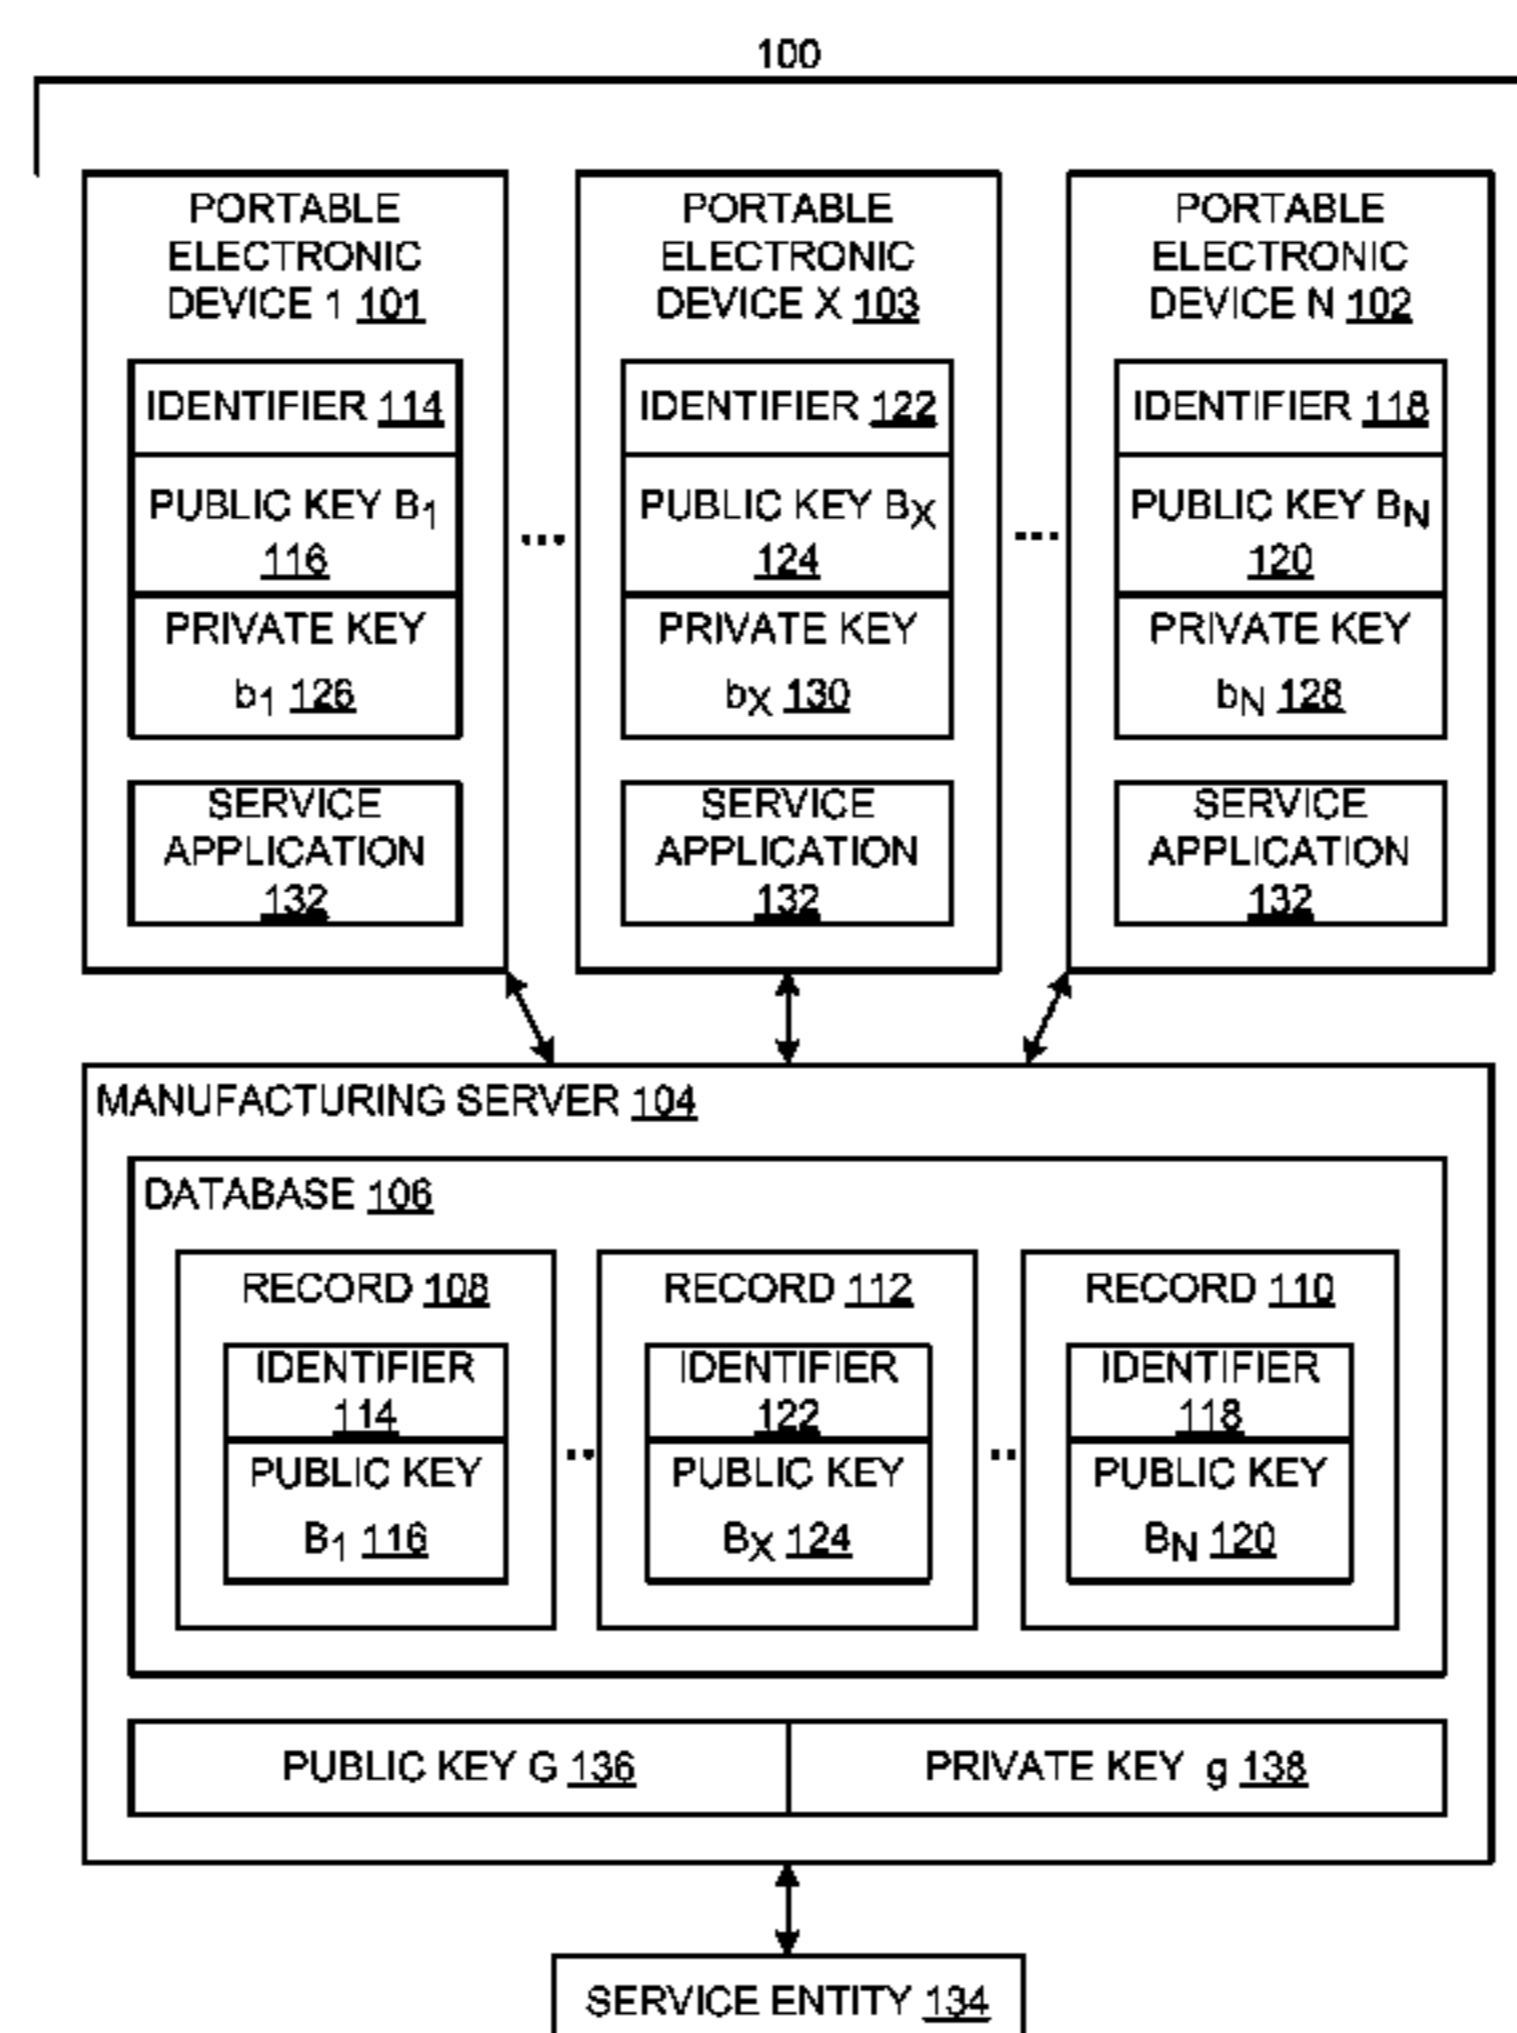 100
PORTABLE
ELECTRONIC
DEVICE 1 101
IDENTIFIER 114
PUBLIC KEY B1
116
PRIVATE KEY
b1 126
SERVICE
APPLICATION
132
...
PORTABLE
ELECTRONIC
DEVICE X 103
IDENTIFIER 122
PUBLIC KEY BX
124
PRIVATE KEY
bX 130
SERVICE
APPLICATION
132
...
PORTABLE
ELECTRONIC
DEVICE N 102
IDENTIFIER 118
PUBLIC KEY BN
120
PRIVATE KEY
bN 128
SERVICE
APPLICATION
132
MANUFACTURING SERVER 104
DATABASE 106
RECORD 108
IDENTIFIER
114
PUBLIC KEY
B1 116
..
RECORD 112
IDENTIFIER
122
PUBLIC KEY
BX 124
..
RECORD 110
IDENTIFIER
118
PUBLIC KEY
BN 120
PUBLIC KEY G 136
PRIVATE KEY g 138
SERVICE ENTITY 134